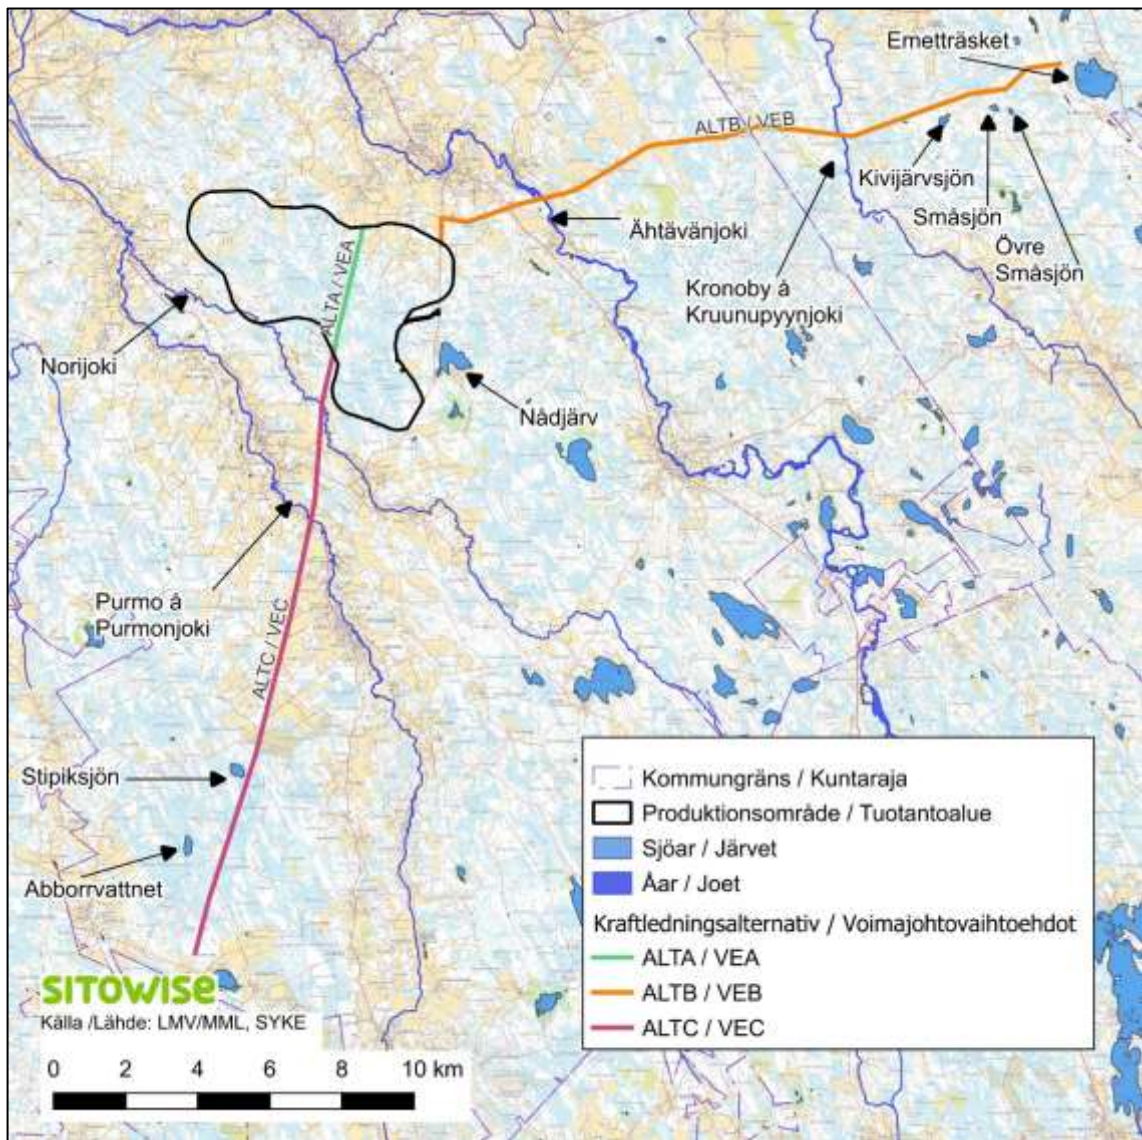 Emetträsket
ALTB / VEB
Kivijärvsjön
Småsjön
Övre
Småsjön
Ähtävänjoki
Kronoby å
Kruunupyynjoki
ALTA / VEA
Norijoki
Nådjärv
Purmo å
Purmonjoki
ALTC / VEC
Stipiksjön
Abborrvattnet
Kommungräns / Kuntaraja
Produktionsområde / Tuotantoalue
Sjöar / Järvet
Åar / Joet
Kraftledningsalternativ / Voimajohtovaihtoehdot
ALTA / VEA
ALTB / VEB
ALTC / VEC
SITOWISE
Källa /Lähde: LMV/MML, SYKE
0 2 4 6 8 10 km